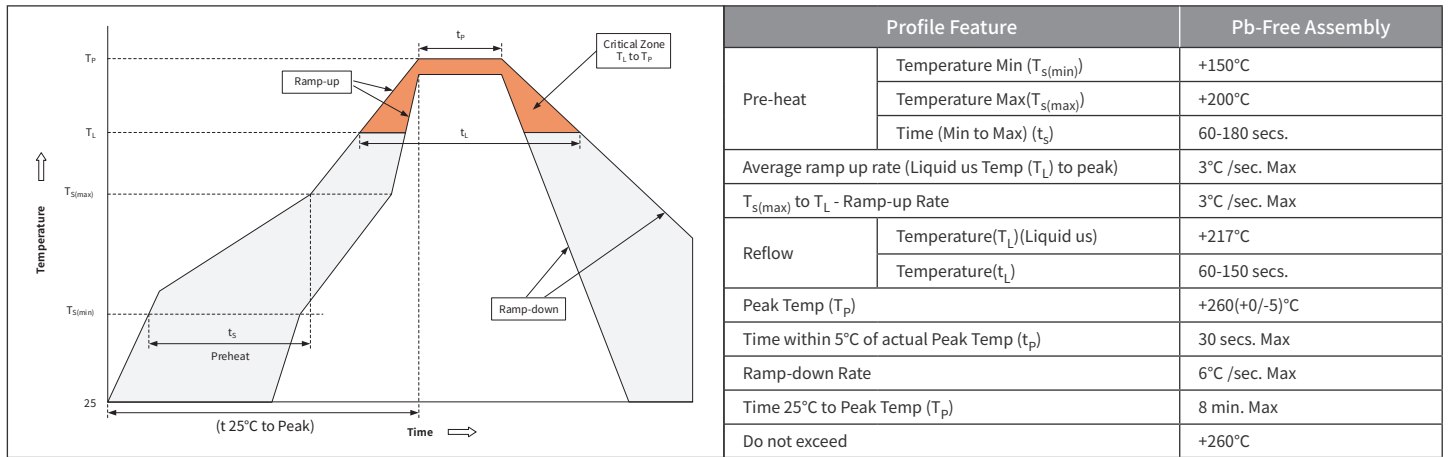 tP
Critical Zone
TL to TP
TP
Ramp-up
TL
tL
TS(max)
Temperature
TS(min)
tS
Preheat
Ramp-down
25
(t 25°C to Peak)
Time
Profile Feature Pb-Free Assembly
Pre-heat
Temperature Min (Ts(min)) +150°C
Temperature Max(Ts(max)) +200°C
Time (Min to Max) (ts) 60-180 secs.
Average ramp up rate (Liquid us Temp (TL) to peak) 3°C /sec. Max
Ts(max) to TL - Ramp-up Rate 3°C /sec. Max
Reflow
Temperature(TL)(Liquid us) +217°C
Temperature(tL) 60-150 secs.
Peak Temp (TP) +260(+0/-5)°C
Time within 5°C of actual Peak Temp (tP) 30 secs. Max
Ramp-down Rate 6°C /sec. Max
Time 25°C to Peak Temp (TP) 8 min. Max
Do not exceed +260°C